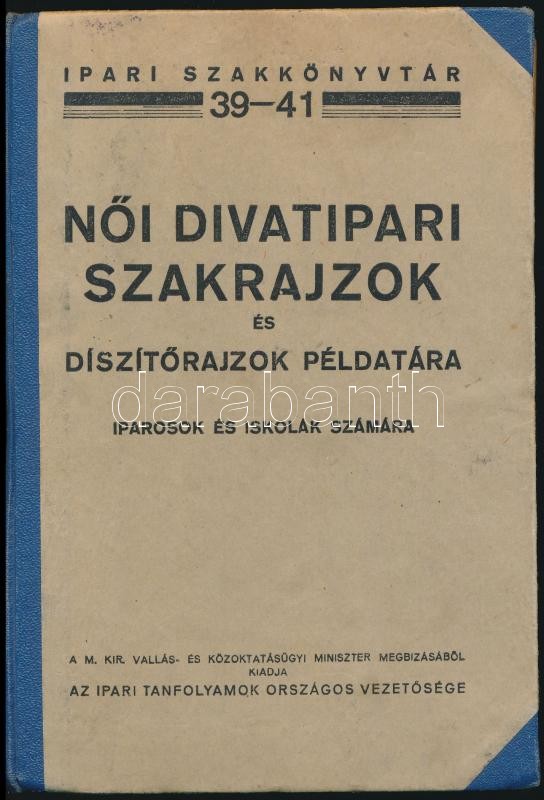 IPARI SZAKKÖNYVTÁR
39—41
NŐI DIVATIPARI
SZAKRAJZOK
ÉS
DÍSZÍTŐRAJZOK PÉLDATÁRA
darabanth
IPAROSOK ÉS ISKOLÁK SZÁMÁRA
A M. KIR. VALLÁS- ÉS KÖZOKTATÁSÜGYI MINISZTER MEGBIZÁSÁBÓL
KIADJA
AZ IPARI TANFOLYAMOK ORSZÁGOS VEZETŐSÉGE